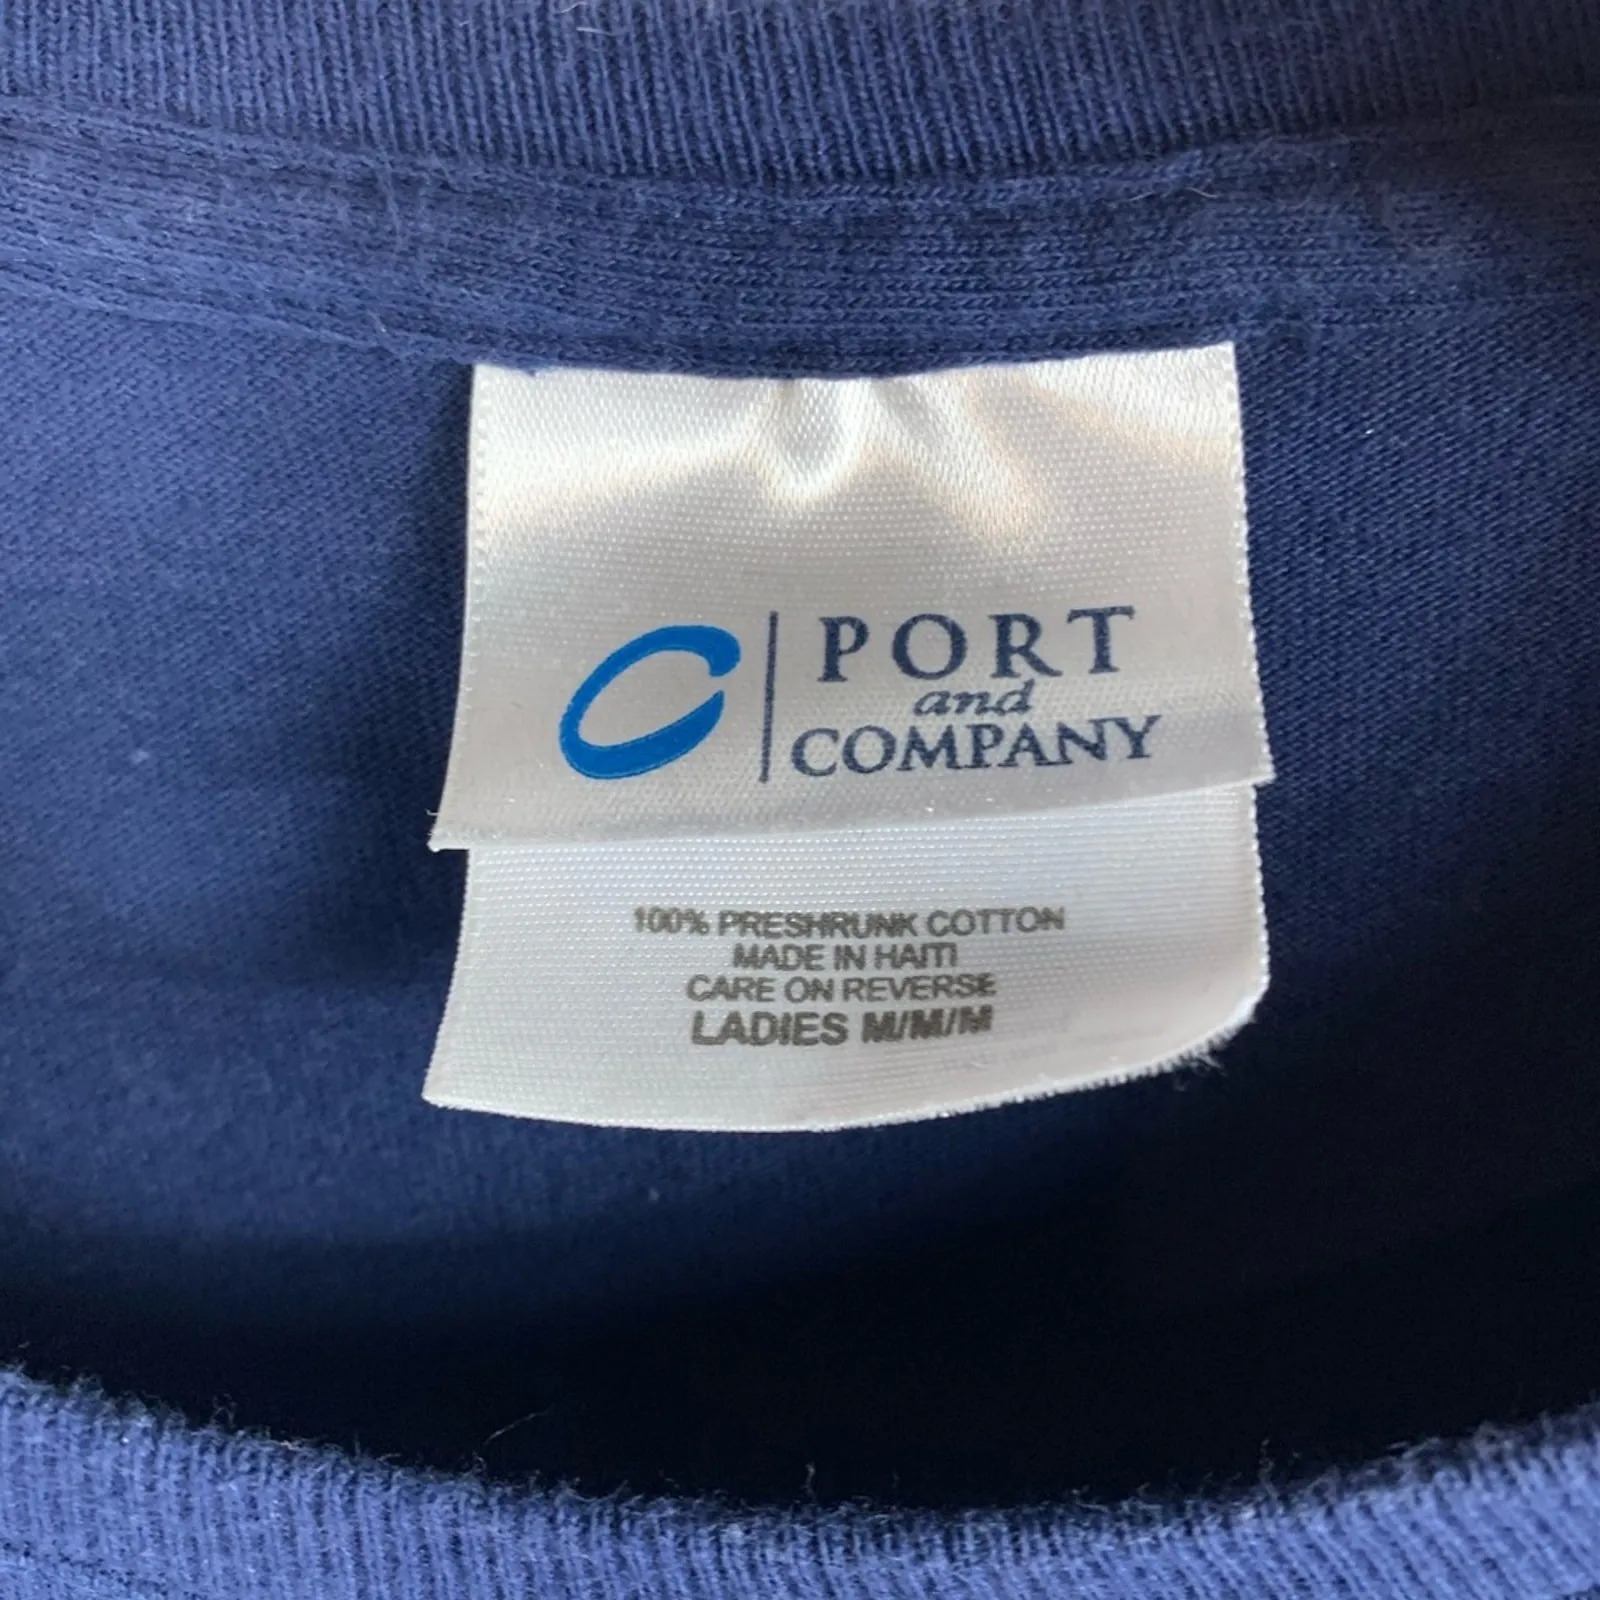 PORT
and
COMPANY
100% PRESHRUNK COTTON
MADE IN HAITI
CARE ON REVERSE
LADIES M/M/M